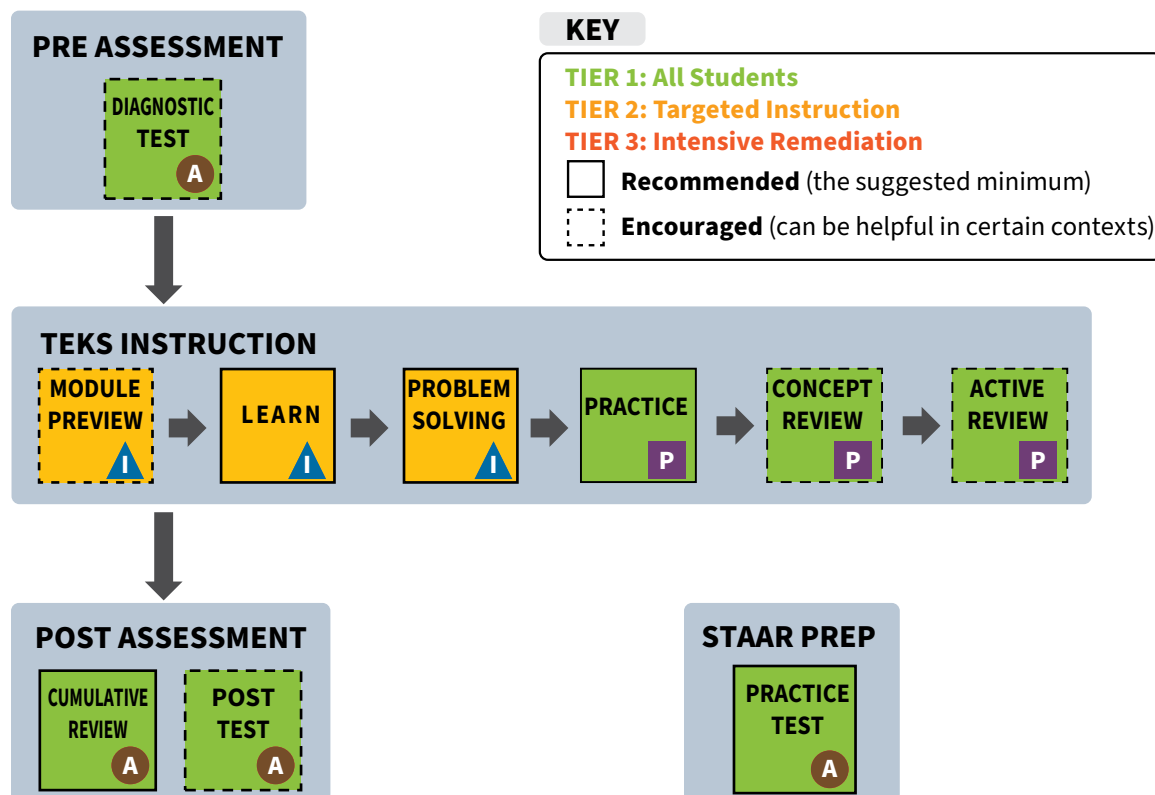 PRE ASSESSMENT
DIAGNOSTIC
TEST
A
KEY
TIER 1: All Students
TIER 2: Targeted Instruction
TIER 3: Intensive Remediation
Recommended (the suggested minimum)
Encouraged (can be helpful in certain contexts)
TEKS INSTRUCTION
MODULE
PREVIEW
I
LEARN
I
PROBLEM
SOLVING
I
PRACTICE
P
CONCEPT
REVIEW
P
ACTIVE
REVIEW
P
POST ASSESSMENT
CUMULATIVE
REVIEW
A
POST
TEST
A
STAAR PREP
PRACTICE
TEST
A